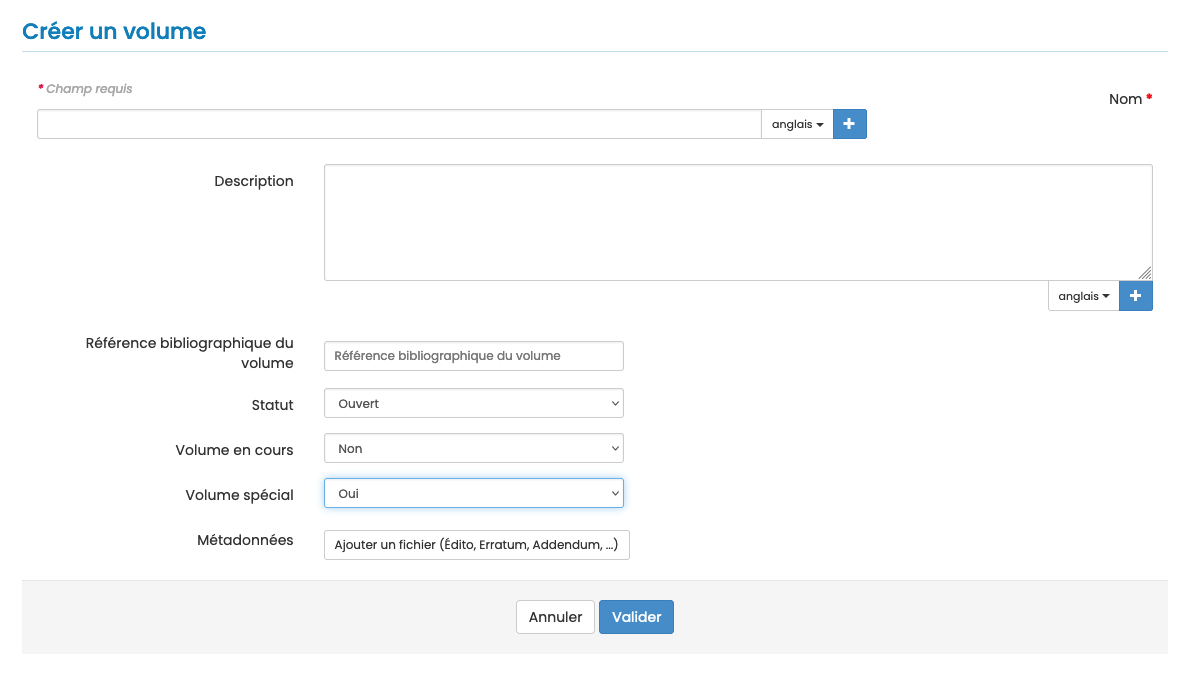 Créer un volume
* Champ requis
Nom *
anglais
Description
anglais
Référence bibliographique du
volume
Référence bibliographique du volume
Statut
Ouvert
Volume en cours
Non
Volume spécial
Oui
Métadonnées
Ajouter un fichier (Édito, Erratum, Addendum, ...)
Annuler
Valider